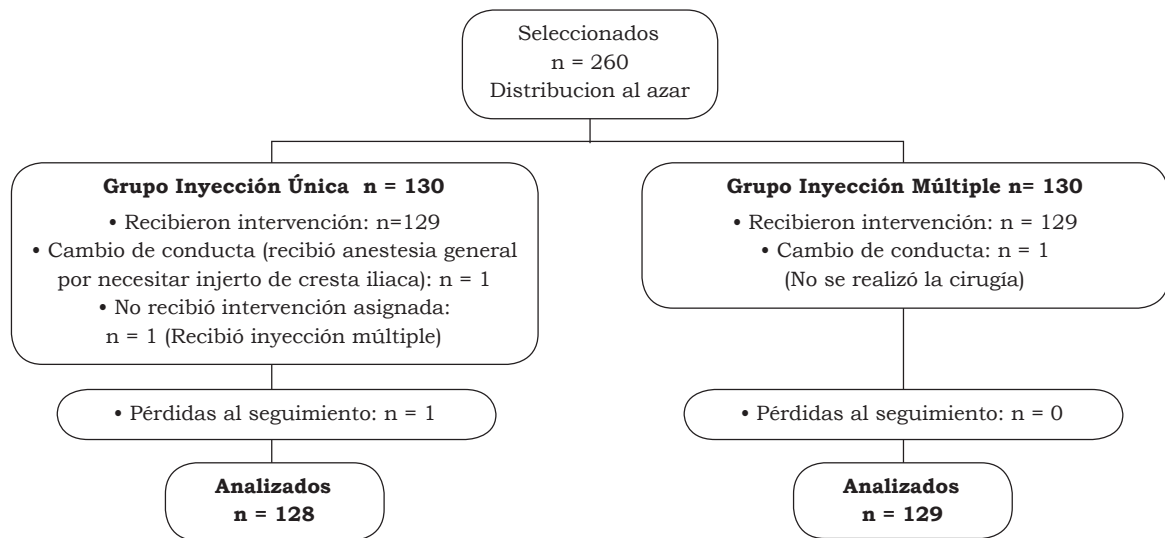 Seleccionados
n = 260
Distribucion al azar
Grupo Inyección Única n = 130
• Recibieron intervención: n=129
• Cambio de conducta (recibió anestesia general
por necesitar injerto de cresta iliaca): n = 1
• No recibió intervención asignada:
n = 1 (Recibió inyección múltiple)
Grupo Inyección Múltiple n= 130
• Recibieron intervención: n = 129
• Cambio de conducta: n = 1
(No se realizó la cirugía)
• Pérdidas al seguimiento: n = 1
• Pérdidas al seguimiento: n = 0
Analizados
n = 128
Analizados
n = 129